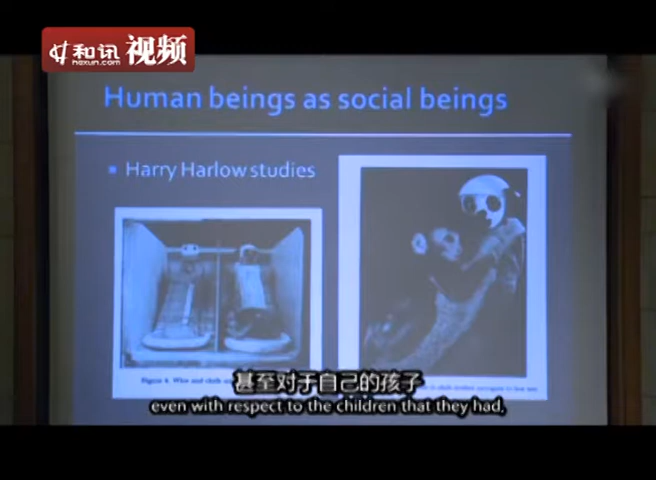 和讯 视频
hexun.com
Human beings as social beings
Harry Harlow studies
甚至对于自己的孩子
even with respect to the children that they had,